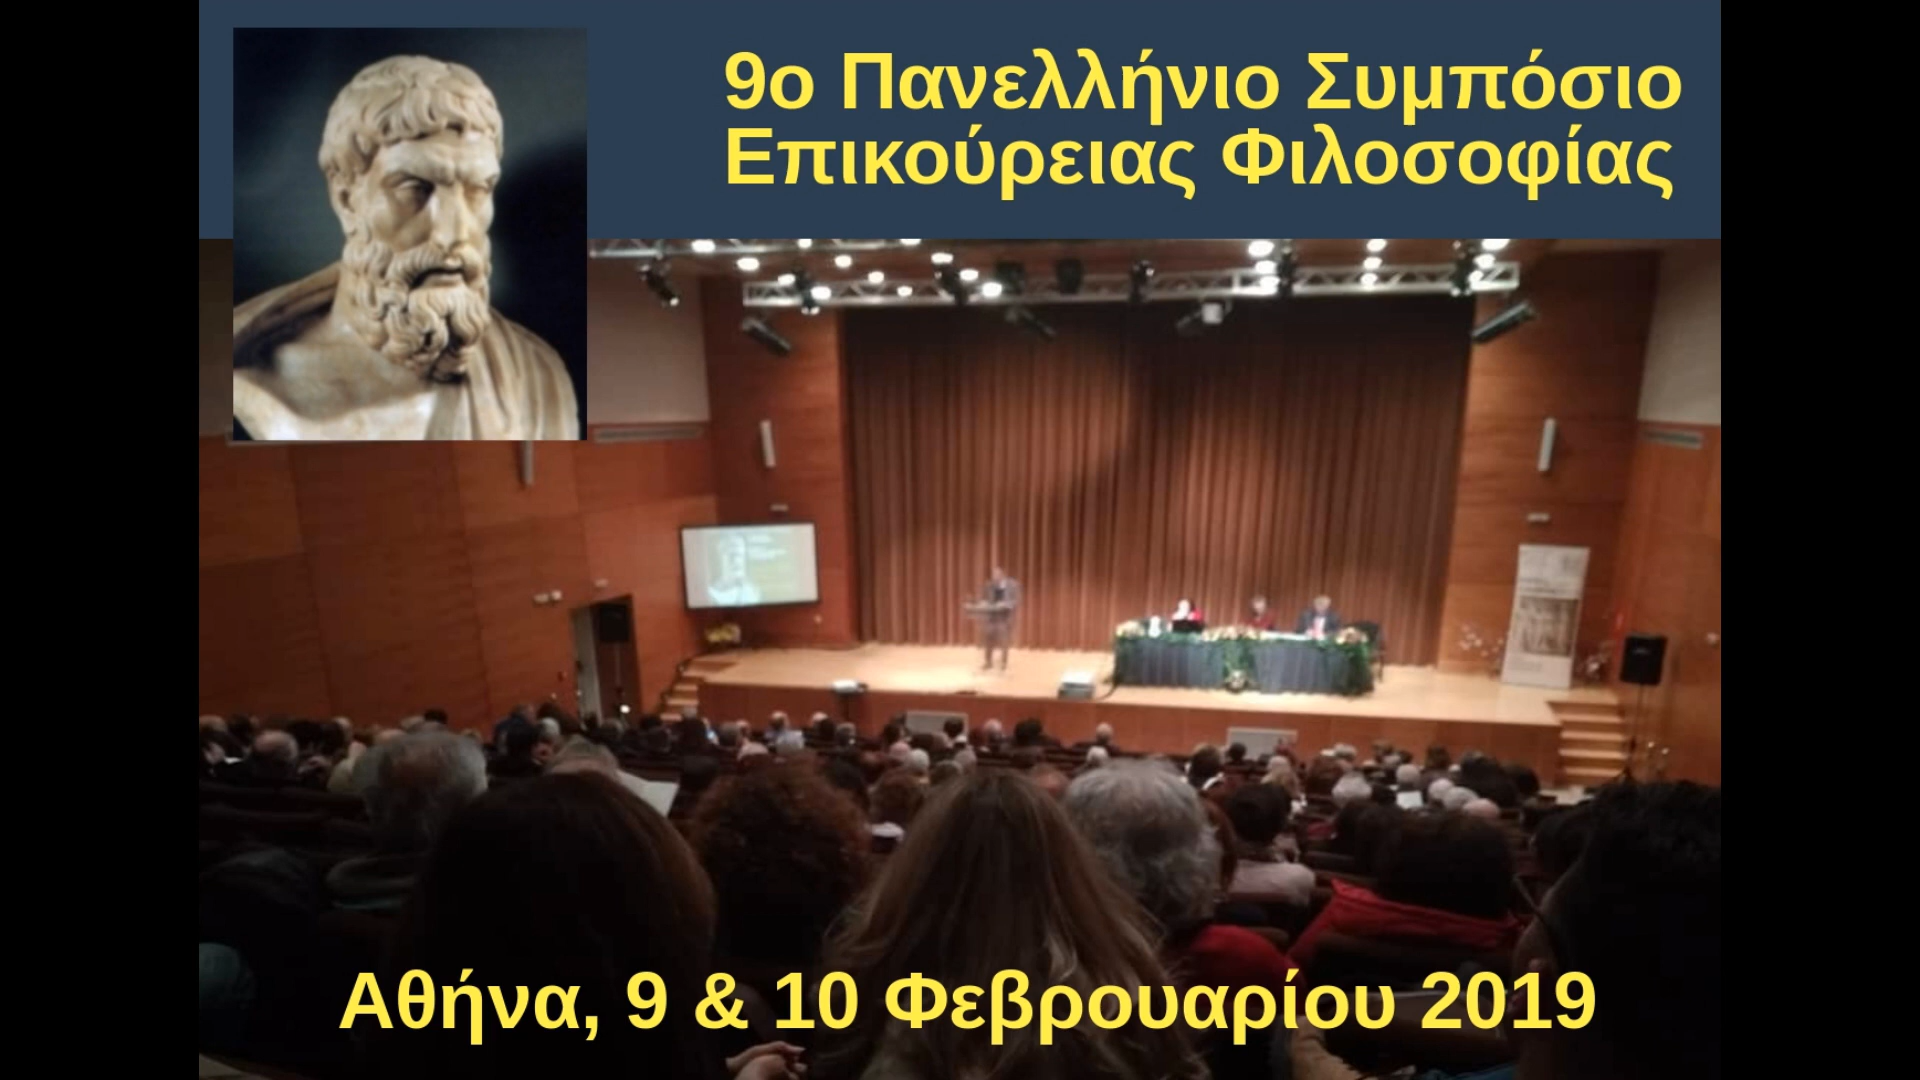 9ο Πανελλήνιο Συμπόσιο
Επικούρειας Φιλοσοφίας
Αθήνα, 9 & 10 Φεβρουαρίου 2019